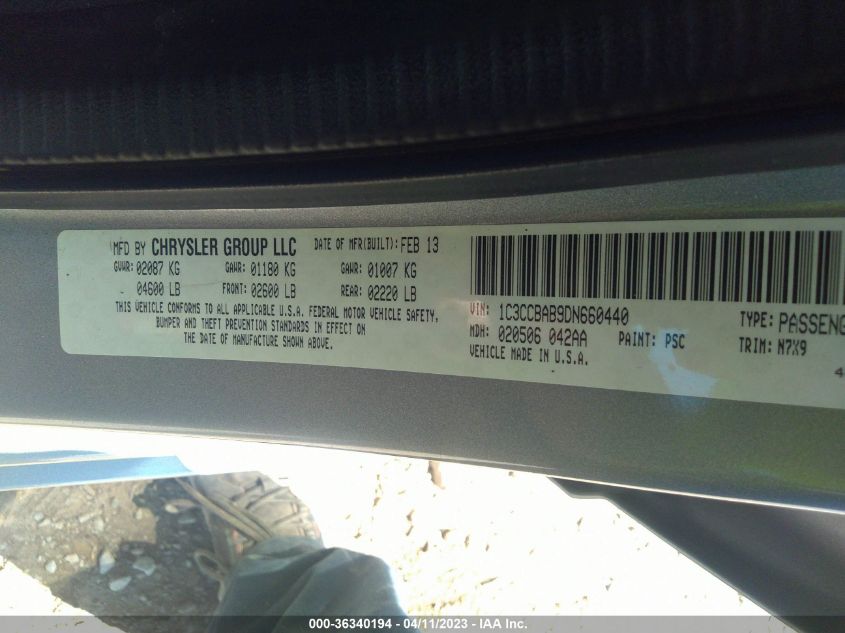 MFD BY CHRYSLER GROUP LLC DATE OF MFR(BUILT): FEB 13
GVWR: 02087 KG GAWR: 01180 KG GAWR: 01007 KG
04600 LB FRONT: 02600 LB REAR: 02220 LB
THIS VEHICLE CONFORMS TO ALL APPLICABLE U.S.A. FEDERAL MOTOR VEHICLE SAFETY,
BUMPER AND THEFT PREVENTION STANDARDS IN EFFECT ON
THE DATE OF MANUFACTURE SHOWN ABOVE.
VIN: 1C3CCBAB9DN660440 TYPE: PASSENG
MDH: 020506 042AA PAINT: PSC TRIM: N7X9
VEHICLE MADE IN U.S.A. 4
000-36340194 - 04/11/2023 - IAA Inc.